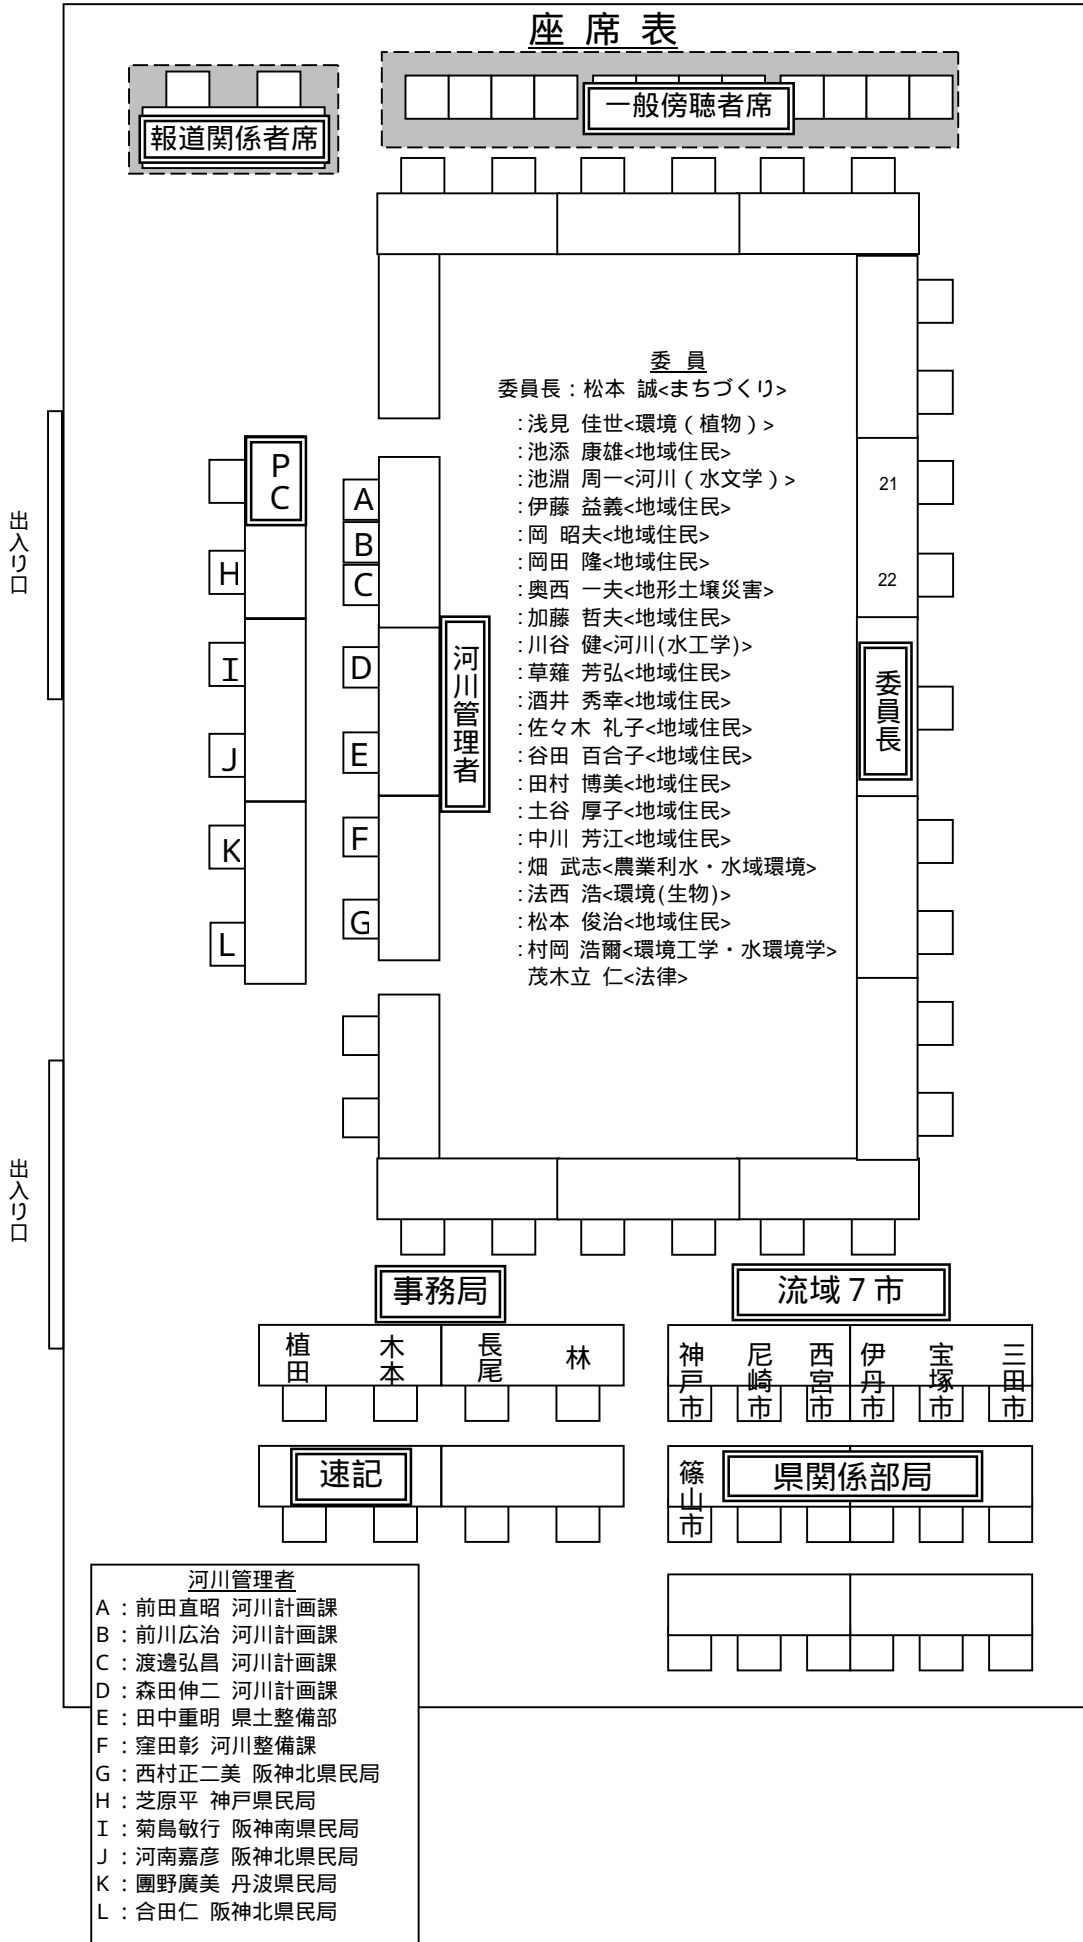 座 席 表
報道関係者席
一般傍聴者席
委 員
委員長：松本 誠<まちづくり>
：浅見 佳世<環境（植物）>
：池添 康雄<地域住民>
：池淵 周一<河川（水文学）>
：伊藤 益義<地域住民>
：岡 昭夫<地域住民>
：岡田 隆<地域住民>
：奥西 一夫<地形土壌災害>
：加藤 哲夫<地域住民>
：川谷 健<河川(水工学)>
：草薙 芳弘<地域住民>
：酒井 秀幸<地域住民>
：佐々木 礼子<地域住民>
：谷田 百合子<地域住民>
：田村 博美<地域住民>
：土谷 厚子<地域住民>
：中川 芳江<地域住民>
：畑 武志<農業利水・水域環境>
：法西 浩<環境(生物)>
：松本 俊治<地域住民>
：村岡 浩爾<環境工学・水環境学>
茂木立 仁<法律>
出入り口
出入り口
PC
H
I
J
K
L
A
B
C
D
E
F
G
河川管理者
21
22
委員長
事務局
流域７市
植田
木本
長尾
林
神戸市
尼崎市
西宮市
伊丹市
宝塚市
三田市
速記
篠山市
県関係部局
河川管理者
A ：前田直昭 河川計画課
B ：前川広治 河川計画課
C ：渡邊弘昌 河川計画課
D ：森田伸二 河川計画課
E ：田中重明 県土整備部
F ：窪田彰 河川整備課
G ：西村正二美 阪神北県民局
H ：芝原平 神戸県民局
I ：菊島敏行 阪神南県民局
J ：河南嘉彦 阪神北県民局
K ：團野廣美 丹波県民局
L ：合田仁 阪神北県民局